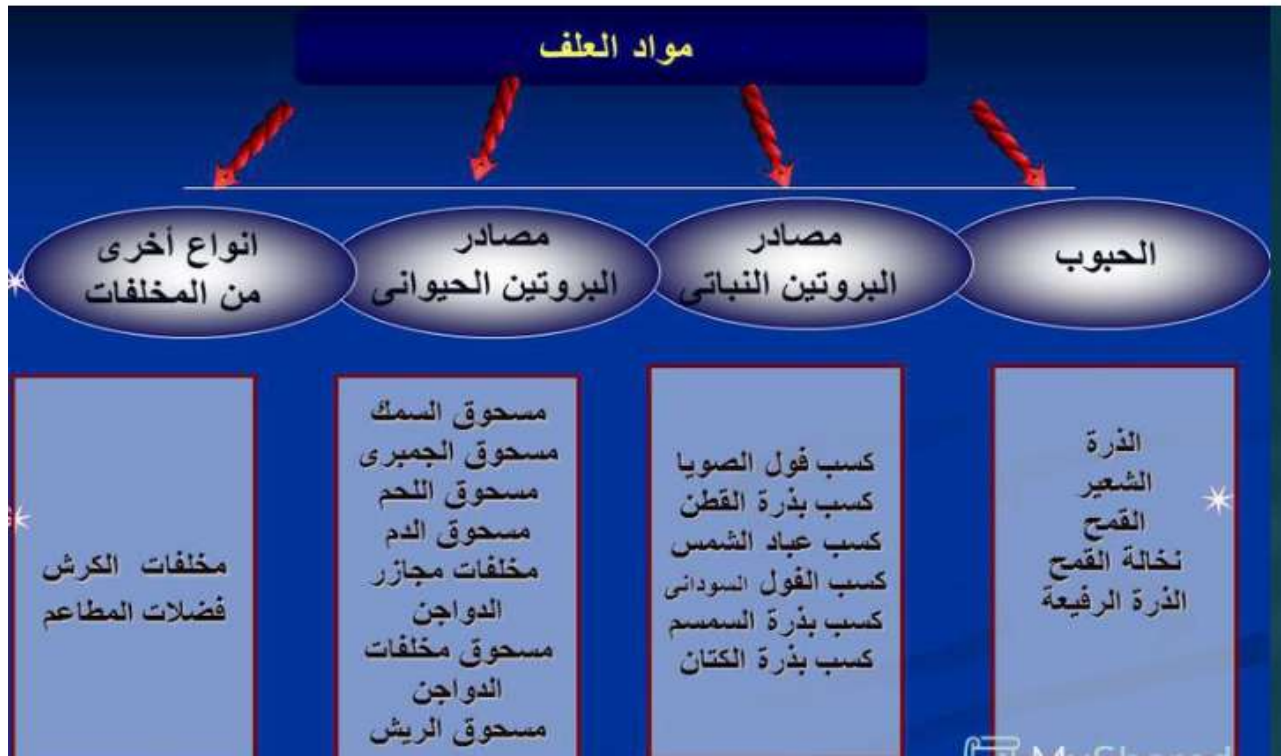 مواد العلف
الحبوب
مصادر
البروتين النباتى
مصادر
البروتين الحيوانى
انواع أخرى
من المخلفات
الذرة
الشعير
القمح
نخالة القمح
الذرة الرفيعة
كسب فول الصويا
كسب بذرة القطن
كسب عباد الشمس
كسب الفول السودانى
كسب بذرة السمسم
كسب بذرة الكتان
مسحوق السمك
مسحوق الجمبرى
مسحوق اللحم
مسحوق الدم
مخلفات مجازر
الدواجن
مسحوق مخلفات
الدواجن
مسحوق الريش
مخلفات الكرش
فضلات المطاعم